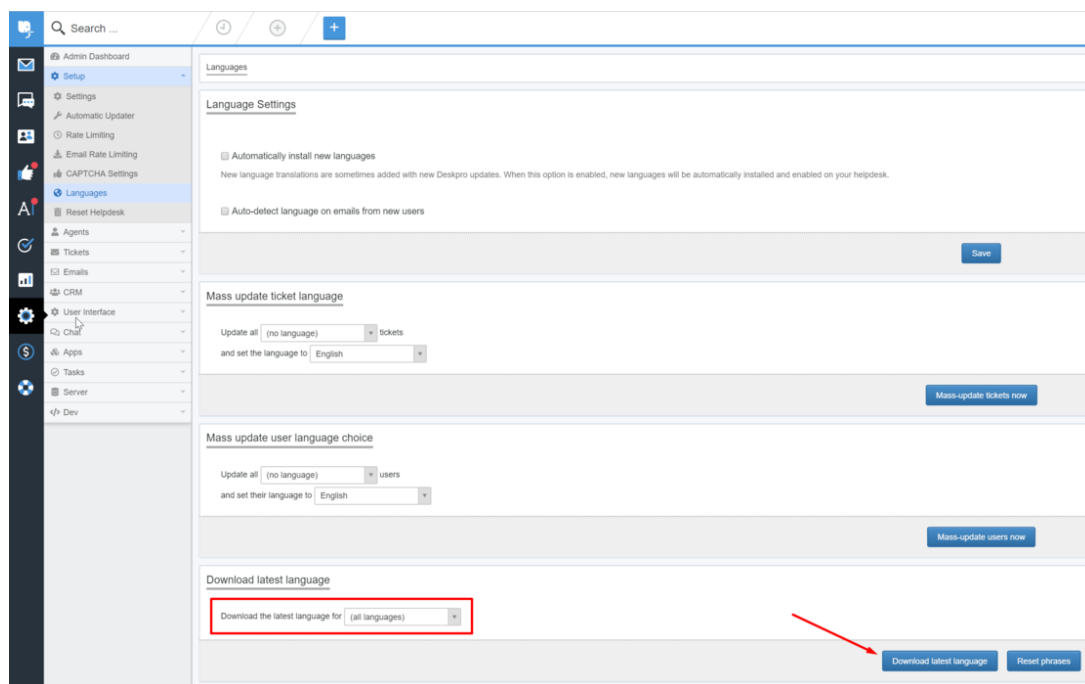 Search ...
Admin Dashboard
Setup
Settings
Automatic Updater
Rate Limiting
Email Rate Limiting
CAPTCHA Settings
Languages
Reset Helpdesk
Agents
Tickets
Emails
CRM
User Interface
Chat
Apps
Tasks
Server
</> Dev
Languages
Language Settings
Automatically install new languages
New language translations are sometimes added with new Deskpro updates. When this option is enabled, new languages will be automatically installed and enabled on your helpdesk.
Auto-detect language on emails from new users
Save
Mass update ticket language
Update all (no language) tickets
and set the language to English
Mass-update tickets now
Mass update user language choice
Update all (no language) users
and set their language to English
Mass-update users now
Download latest language
Download the latest language for (all languages)
Download latest language Reset phrases